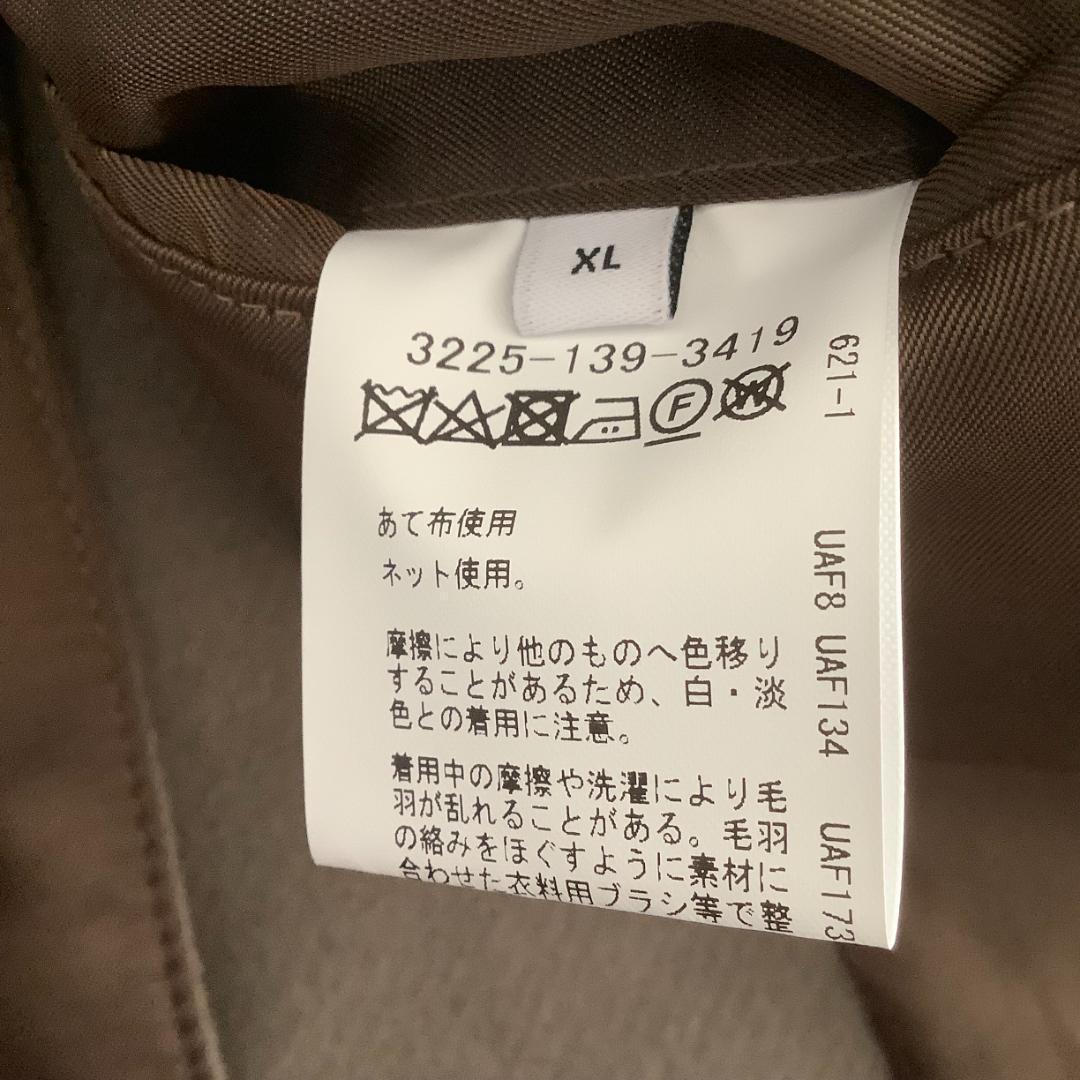 XL
3225-139-3419
F
W
あて布使用
ネット使用。
摩擦により他のものへ色移り
することがあるため、白・淡
色との着用に注意。
着用中の摩擦や洗濯により毛
羽が乱れることがある。毛羽
の絡みをほぐすように素材に
合わせた衣料用ブラシ等で整
621-1
UAF8 UAF134 UAF173